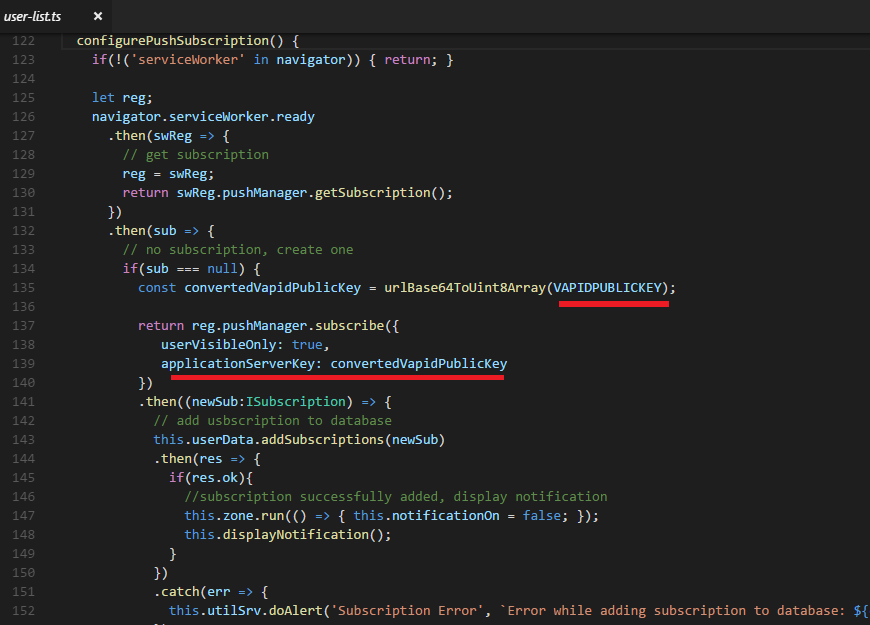 user-list.ts ×
122 configurePushSubscription() {
123 if(!('serviceWorker' in navigator)) { return; }
124
125 let reg;
126 navigator.serviceWorker.ready
127 .then(swReg => {
128 // get subscription
129 reg = swReg;
130 return swReg.pushManager.getSubscription();
131 })
132 .then(sub => {
133 // no subscription, create one
134 if(sub === null) {
135 const convertedVapidPublicKey = urlBase64ToUint8Array(VAPIDPUBLICKEY);
136
137 return reg.pushManager.subscribe({
138 userVisibleOnly: true,
139 applicationServerKey: convertedVapidPublicKey
140 })
141 .then((newSub:ISubscription) => {
142 // add usbscription to database
143 this.userData.addSubscriptions(newSub)
144 .then(res => {
145 if(res.ok){
146 //subscription successfully added, display notification
147 this.zone.run(() => { this.notificationOn = false; });
148 this.displayNotification();
149 }
150 })
151 .catch(err => {
152 this.utilSrv.doAlert('Subscription Error', `Error while adding subscription to database: ${